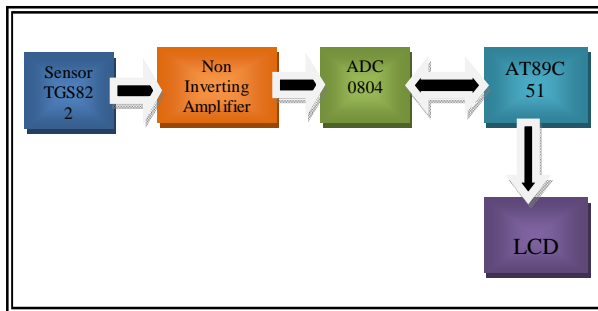 Sensor
TGS82
2
Non
Inverting
Amplifier
ADC
0804
AT89C
51
LCD